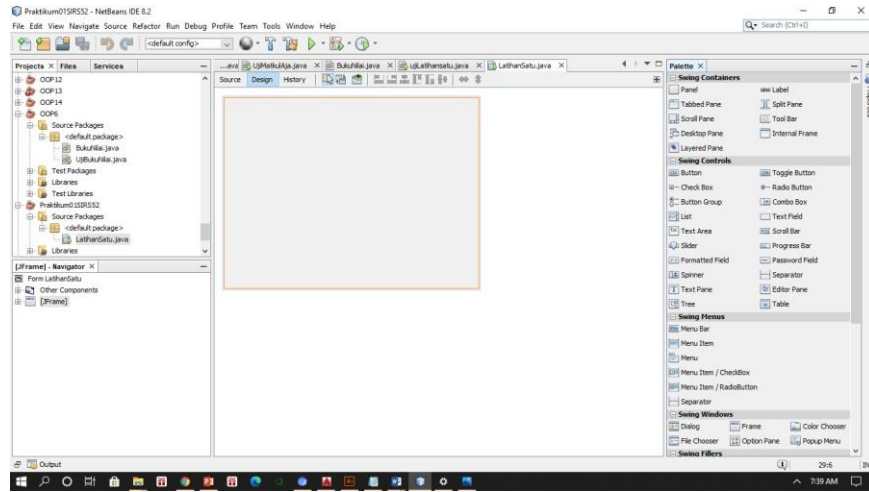 Praktikum01SIRS52 - NetBeans IDE 8.2
File Edit View Navigate Source Refactor Run Debug Profile Team Tools Window Help
Search (Ctrl+I)
<default config>
Projects Files Services
OOP12
OOP13
OOP14
OOP6
Source Packages
<default package>
BukuNilai.java
UjiBukuNilai.java
Test Packages
Libraries
Test Libraries
Praktikum01SIRS52
Source Packages
<default package>
LatihanSatu.java
Libraries
[JFrame] - Navigator
Form LatihanSatu
Other Components
[JFrame]
...ava UjiMatkulAja.java BukuNilai.java ujiLatihansatu.java LatihanSatu.java
Source Design History
Palette
Swing Containers
Panel
Tabbed Pane Split Pane
Scroll Pane Tool Bar
Desktop Pane Internal Frame
Layered Pane
Swing Controls
label Label
Button Toggle Button
Check Box Radio Button
Button Group Combo Box
List Text Field
Text Area Scroll Bar
Slider Progress Bar
Formatted Field Password Field
Spinner Separator
Text Pane Editor Pane
Tree Table
Swing Menus
Menu Bar
Menu Item
Menu
Menu Item / CheckBox
Menu Item / RadioButton
Separator
Swing Windows
Dialog Frame Color Chooser
File Chooser Option Pane Popup Menu
Swing Fillers
Output
29:6
7:39 AM